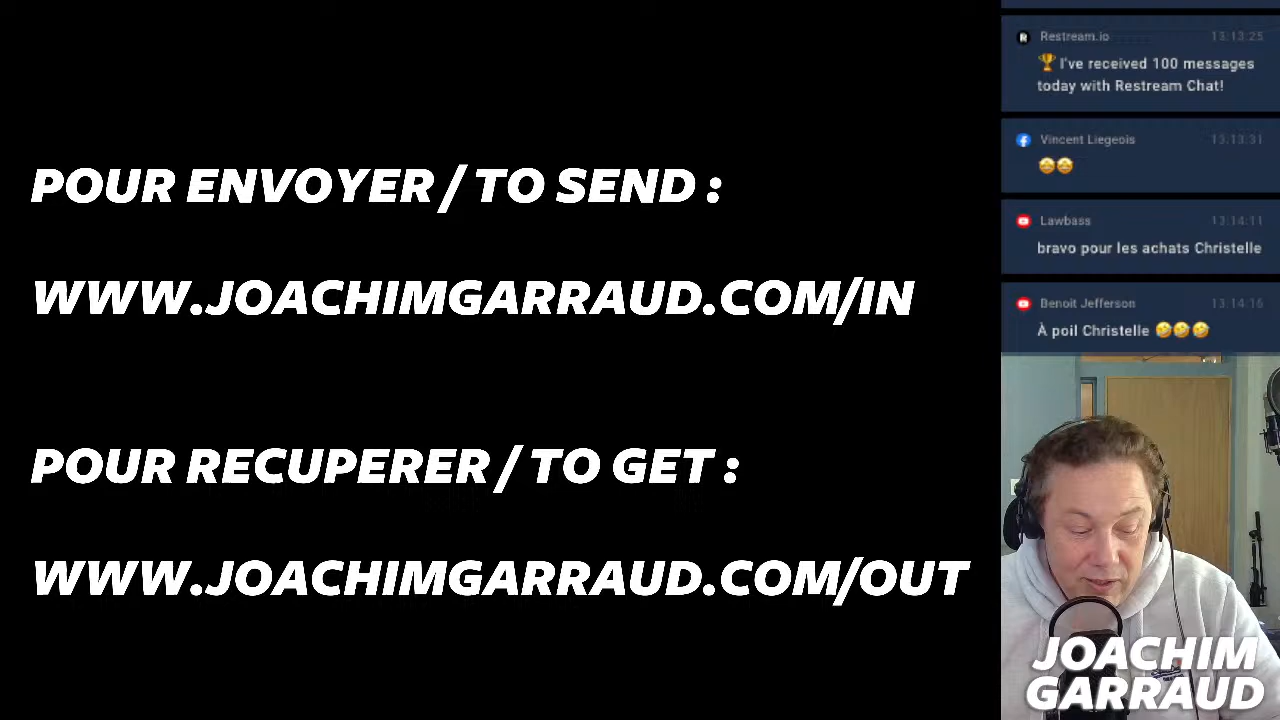 POUR ENVOYER / TO SEND :
WWW.JOACHIMGARRAUD.COM/IN
POUR RECUPERER / TO GET :
WWW.JOACHIMGARRAUD.COM/OUT
Restream.io 13:13:25
🏆 I've received 100 messages
today with Restream Chat!
Vincent Liegeois 13:13:31
🤩🤩
Lawbass 13:14:11
bravo pour les achats Christelle
Benoit Jefferson 13:14:16
À poil Christelle 🤣🤣🤣
JOACHIM
GARRAUD